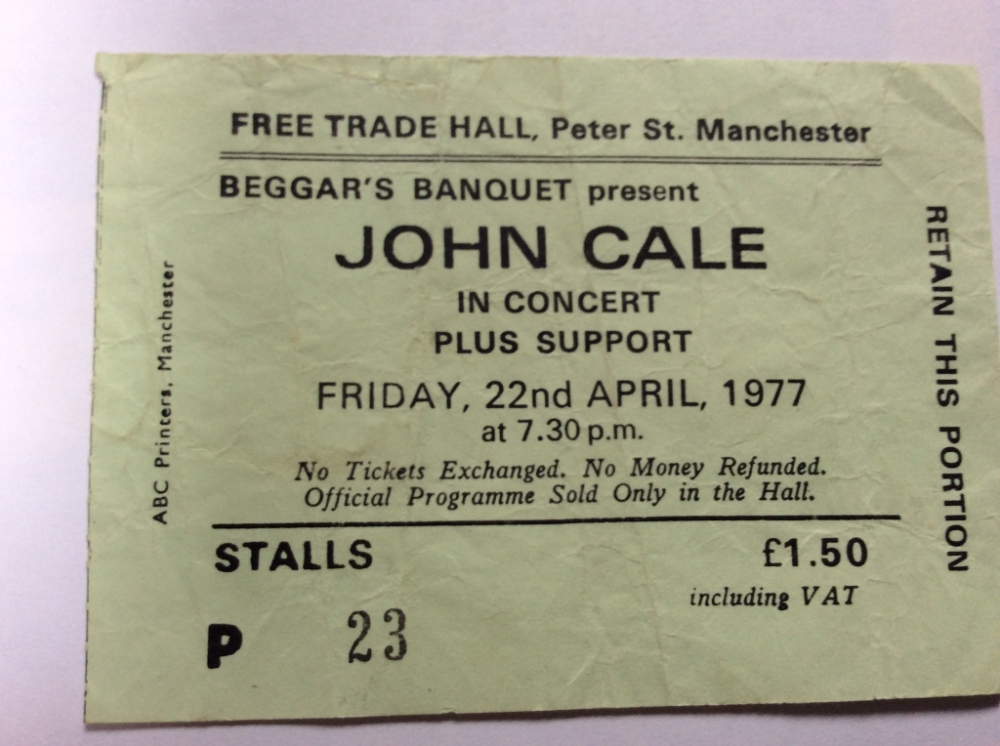 FREE TRADE HALL, Peter St. Manchester
BEGGAR'S BANQUET present
JOHN CALE
IN CONCERT
PLUS SUPPORT
FRIDAY, 22nd APRIL, 1977
at 7.30 p.m.
No Tickets Exchanged. No Money Refunded.
Official Programme Sold Only in the Hall.
STALLS £1.50
including VAT
P 23
ABC Printers, Manchester
RETAIN THIS PORTION